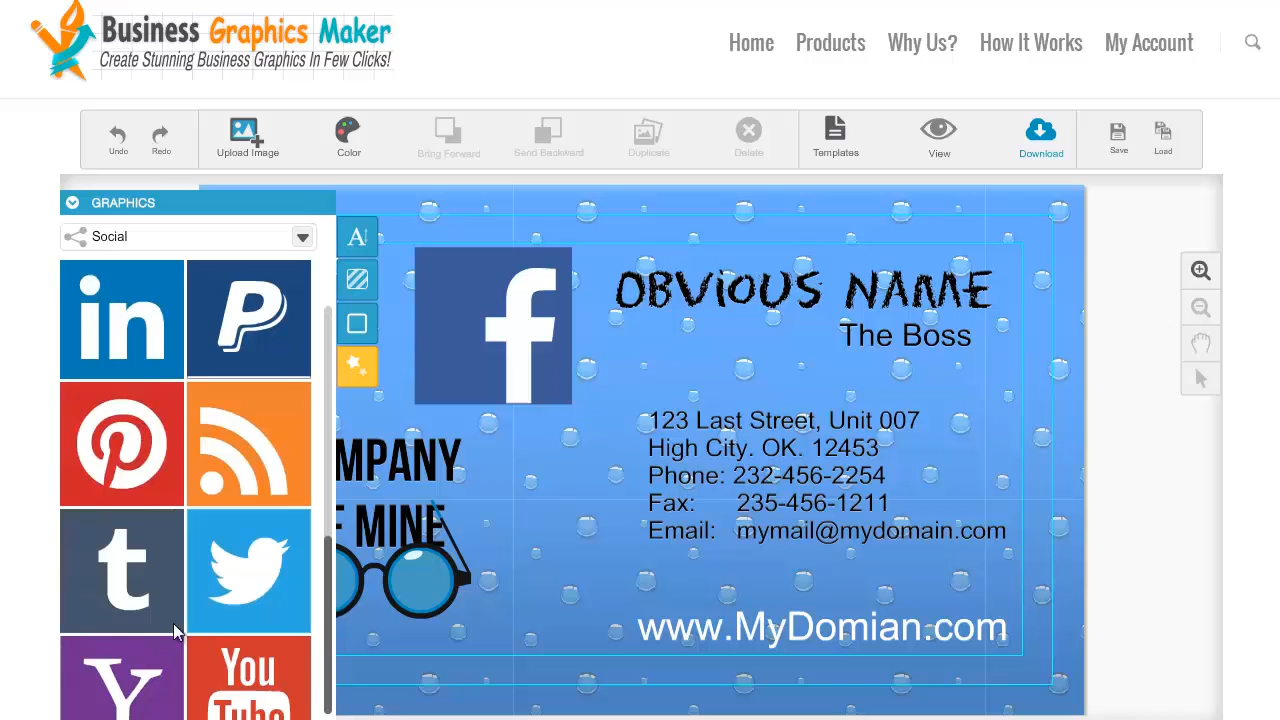 Business Graphics Maker
Create Stunning Business Graphics In Few Clicks!
Home Products Why Us? How It Works My Account
Undo Redo Upload Image Color Bring Forward Send Backward Duplicate Delete Templates View Download Save Load
GRAPHICS
Social
in
P
t
Y
You
Tube
A
f
OBViOUS NAME
The Boss
MPANY
MINE
123 Last Street, Unit 007
High City. OK. 12453
Phone: 232-456-2254
Fax: 235-456-1211
Email: mymail@mydomain.com
www.MyDomian.com